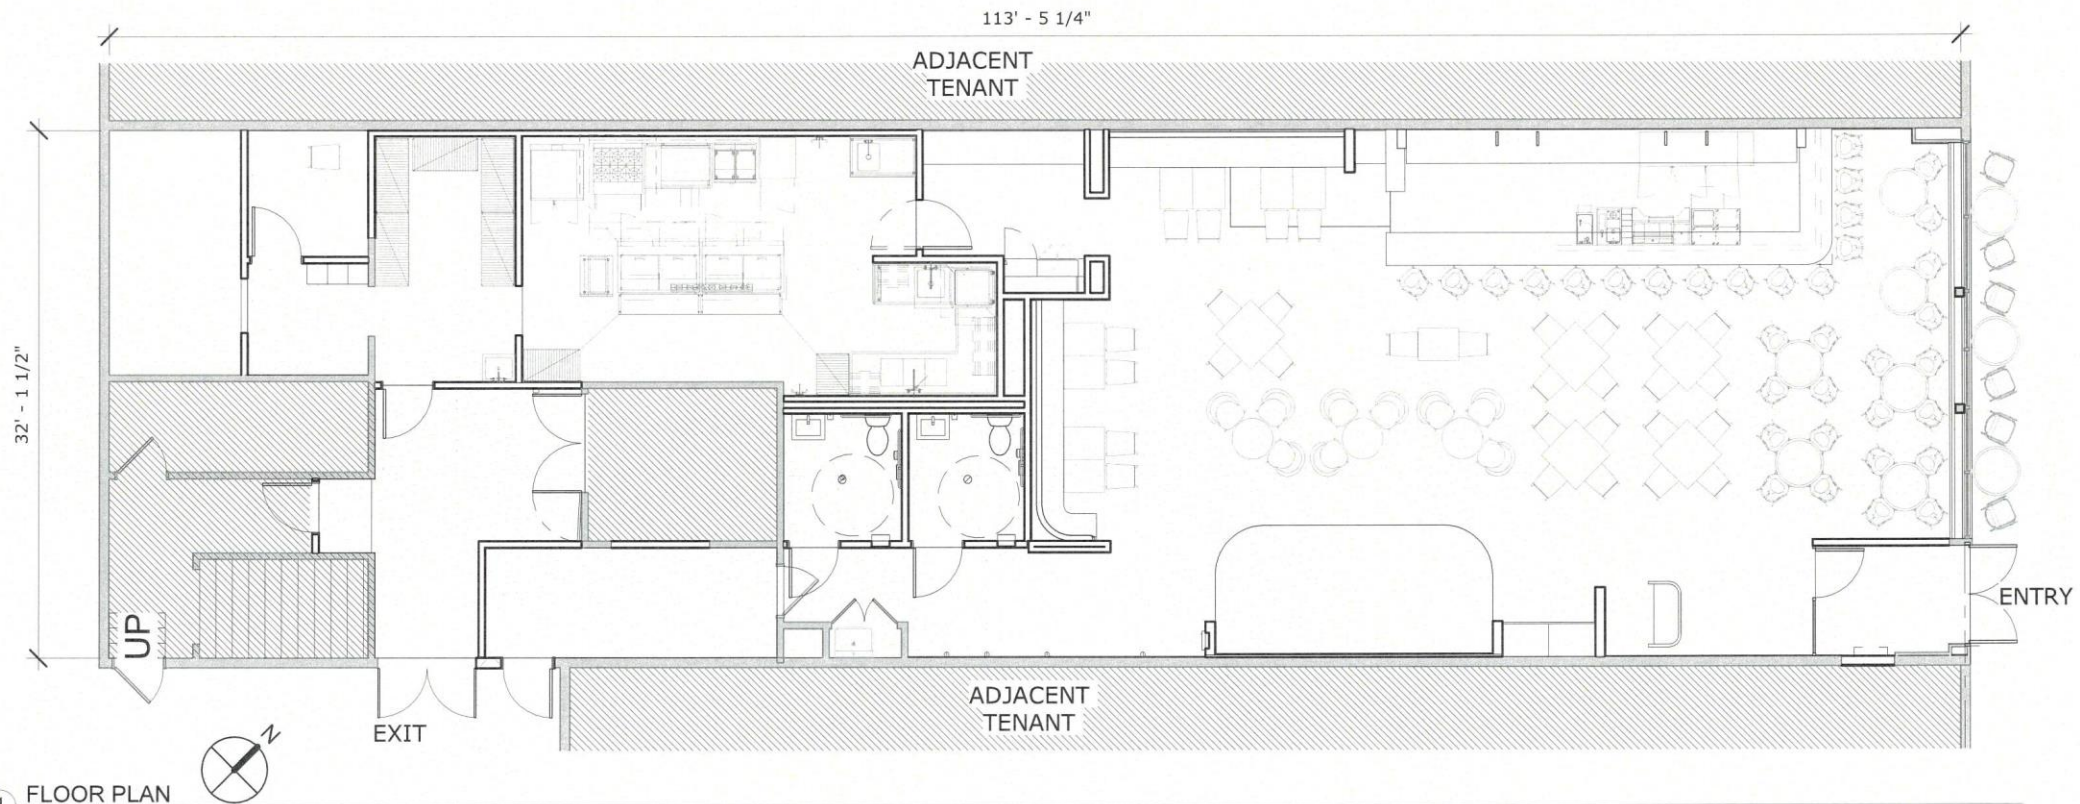 113' - 5 1/4"
ADJACENT
TENANT
32' - 1 1/2"
UP
ENTRY
ADJACENT
TENANT
EXIT
N
FLOOR PLAN